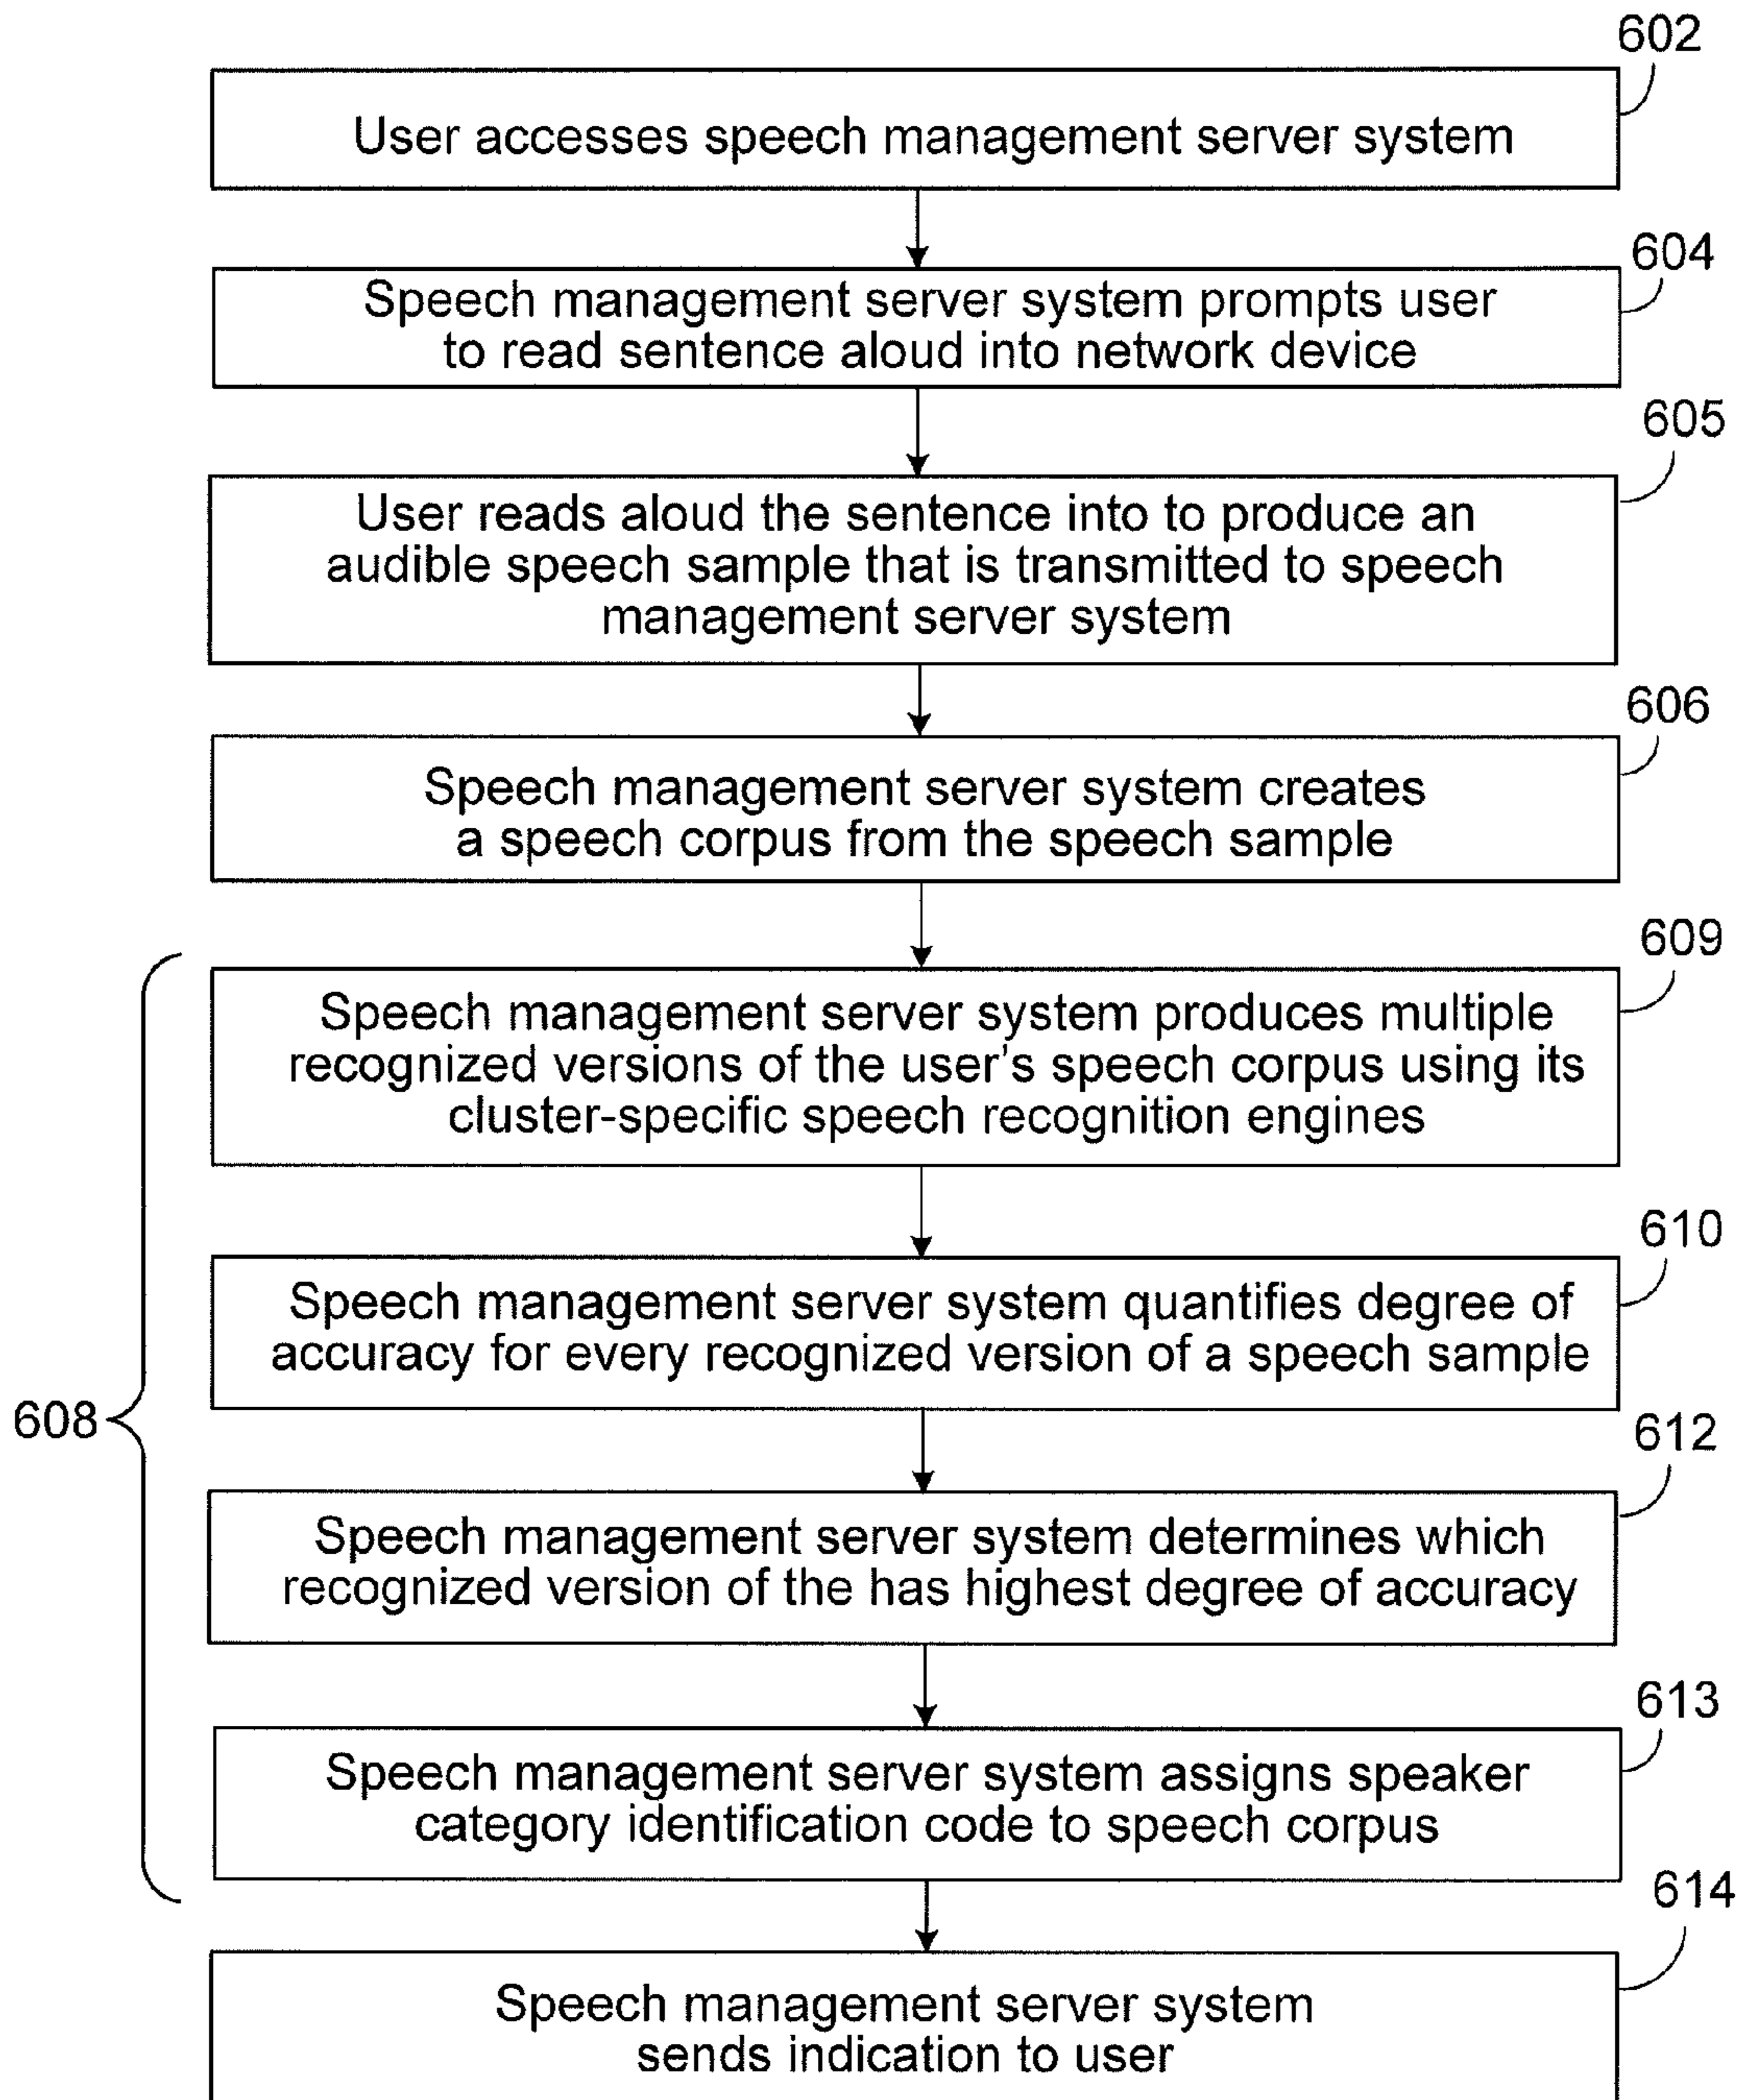 602
User accesses speech management server system
604
Speech management server system prompts user
to read sentence aloud into network device
605
User reads aloud the sentence into to produce an
audible speech sample that is transmitted to speech
management server system
606
Speech management server system creates
a speech corpus from the speech sample
609
Speech management server system produces multiple
recognized versions of the user's speech corpus using its
cluster-specific speech recognition engines
610
Speech management server system quantifies degree of
accuracy for every recognized version of a speech sample
608
612
Speech management server system determines which
recognized version of the has highest degree of accuracy
613
Speech management server system assigns speaker
category identification code to speech corpus
614
Speech management server system
sends indication to user